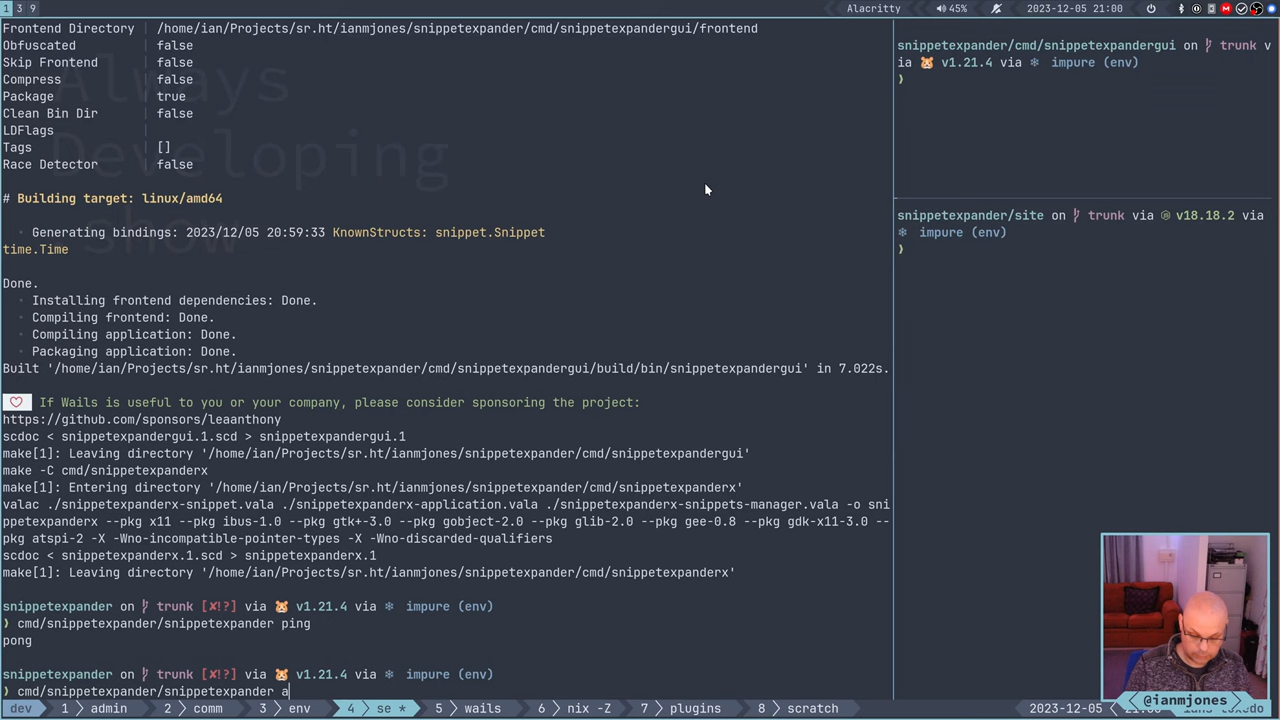 1 3 9
Alacritty 45% 2023-12-05 21:00
Frontend Directory | /home/ian/Projects/sr.ht/ianmjones/snippetexpander/cmd/snippetexpandergui/frontend
Obfuscated | false
Skip Frontend | false
Compress | false
Package | true
Clean Bin Dir | false
LDFlags |
Tags | []
Race Detector | false
Always
Developing
show
# Building target: linux/amd64
• Generating bindings: 2023/12/05 20:59:33 KnownStructs: snippet.Snippet
time.Time
Done.
• Installing frontend dependencies: Done.
• Compiling frontend: Done.
• Compiling application: Done.
• Packaging application: Done.
Built '/home/ian/Projects/sr.ht/ianmjones/snippetexpander/cmd/snippetexpandergui/build/bin/snippetexpandergui' in 7.022s.
♥ If Wails is useful to you or your company, please consider sponsoring the project:
https://github.com/sponsors/leaanthony
scdoc < snippetexpandergui.1.scd > snippetexpandergui.1
make[1]: Leaving directory '/home/ian/Projects/sr.ht/ianmjones/snippetexpander/cmd/snippetexpandergui'
make -C cmd/snippetexpanderx
make[1]: Entering directory '/home/ian/Projects/sr.ht/ianmjones/snippetexpander/cmd/snippetexpanderx'
valac ./snippetexpanderx-snippet.vala ./snippetexpanderx-application.vala ./snippetexpanderx-snippets-manager.vala -o sni
ppetexpanderx --pkg x11 --pkg ibus-1.0 --pkg gtk+-3.0 --pkg gobject-2.0 --pkg glib-2.0 --pkg gee-0.8 --pkg gdk-x11-3.0 --
pkg atspi-2 -X -Wno-incompatible-pointer-types -X -Wno-discarded-qualifiers
scdoc < snippetexpanderx.1.scd > snippetexpanderx.1
make[1]: Leaving directory '/home/ian/Projects/sr.ht/ianmjones/snippetexpander/cmd/snippetexpanderx'
snippetexpander on trunk [✘!?] via 🐹 v1.21.4 via ❄ impure (env)
❯ cmd/snippetexpander/snippetexpander ping
pong
snippetexpander on trunk [✘!?] via 🐹 v1.21.4 via ❄ impure (env)
❯ cmd/snippetexpander/snippetexpander a
snippetexpander/cmd/snippetexpandergui on trunk v
ia 🐹 v1.21.4 via ❄ impure (env)
❯
snippetexpander/site on trunk via v18.18.2 via
❄ impure (env)
❯
@ianmjones
dev 1 admin 2 comm 3 env 4 se * 5 wails 6 nix -Z 7 plugins 8 scratch 2023-12-05